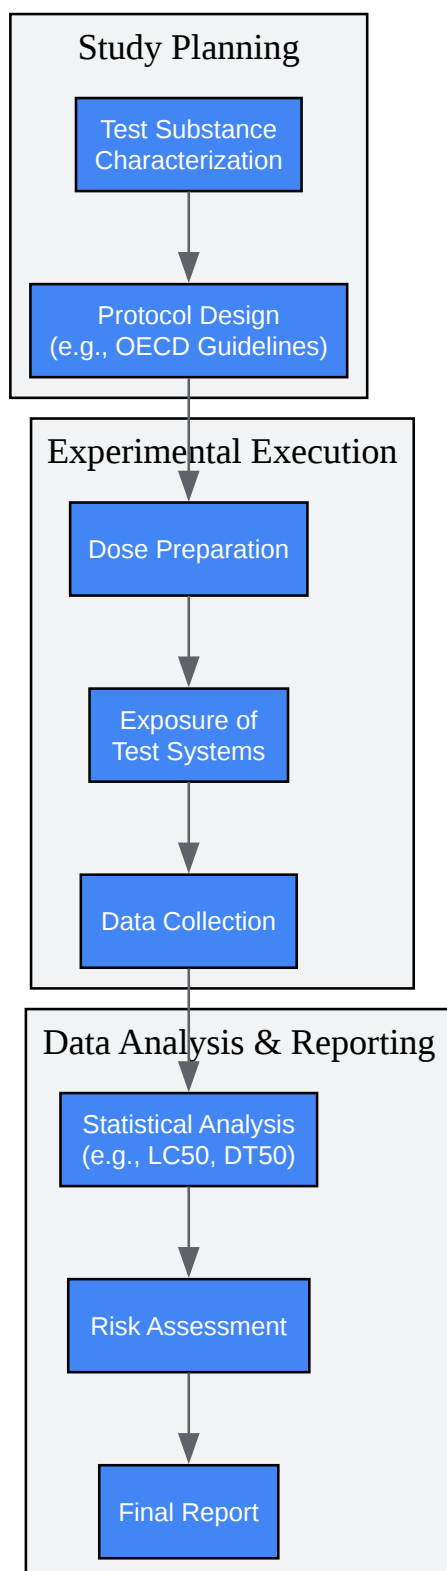 Study Planning
Test Substance
Characterization
Protocol Design
(e.g., OECD Guidelines)
Experimental Execution
Dose Preparation
Exposure of
Test Systems
Data Collection
Data Analysis & Reporting
Statistical Analysis
(e.g., LC50, DT50)
Risk Assessment
Final Report